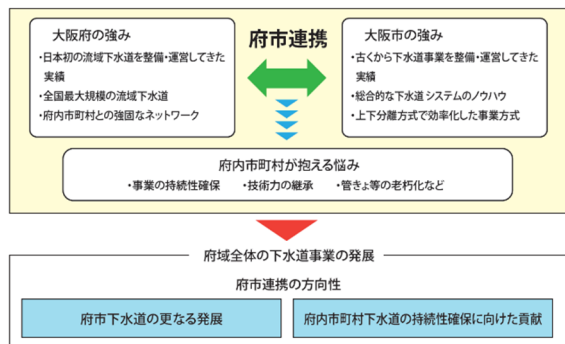 大阪府の強み
・日本初の流域下水道を整備・運営してきた
実績
・全国最大規模の流域下水道
・府内市町村との強固なネットワーク
府市連携
大阪市の強み
・古くから下水道事業を整備・運営してきた
実績
・総合的な下水道システムのノウハウ
・上下分離方式で効率化した事業方式
府内市町村が抱える悩み
・事業の持続性確保 ・技術力の継承 ・管きょ等の老朽化など
府域全体の下水道事業の発展
府市連携の方向性
府市下水道の更なる発展
府内市町村下水道の持続性確保に向けた貢献